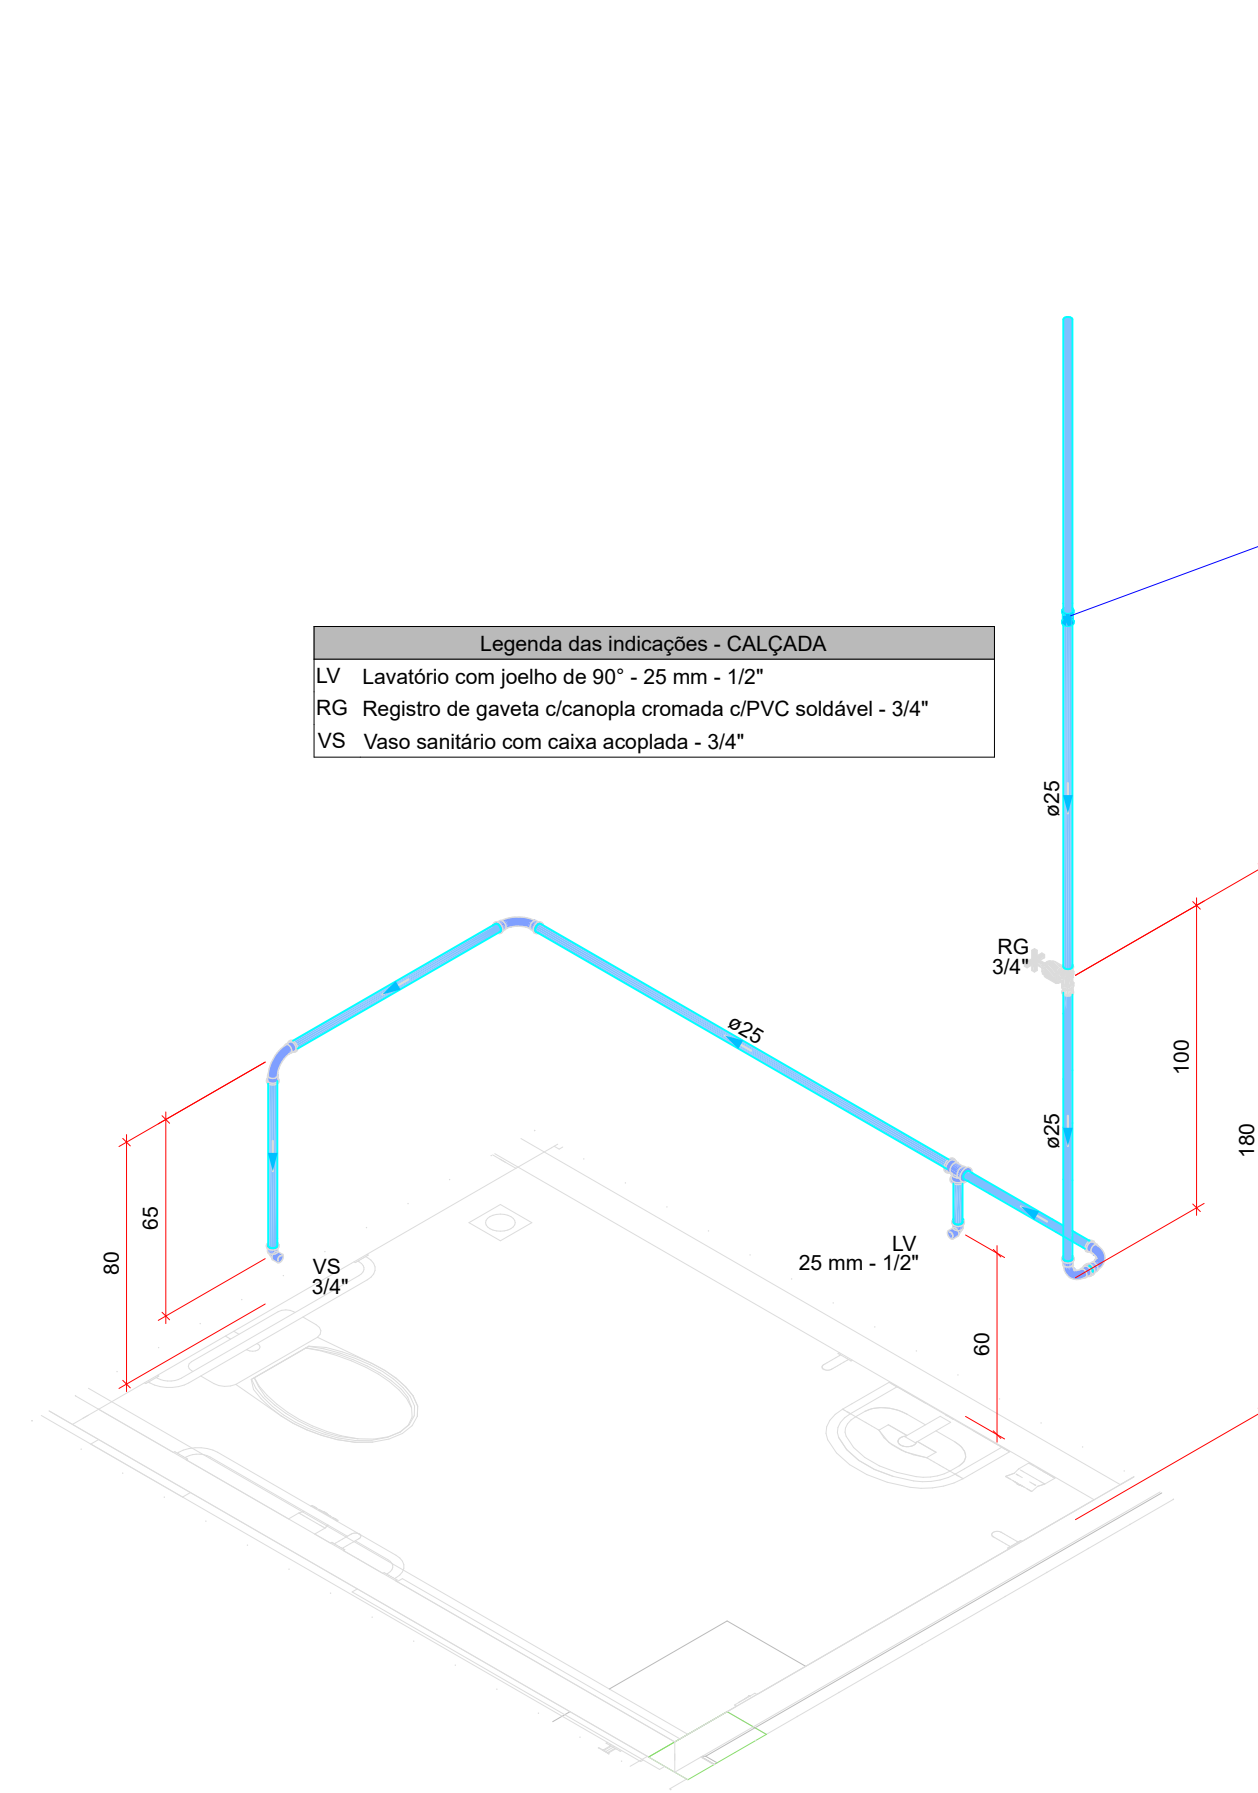 Legenda das indicações - CALÇADA
LV Lavatório com joelho de 90° - 25 mm - 1/2"
RG Registro de gaveta c/canopla cromada c/PVC soldável - 3/4"
VS Vaso sanitário com caixa acoplada - 3/4"
ø25
RG
3/4"
ø25
100
ø25
180
65
80
VS
3/4"
LV
25 mm - 1/2"
60